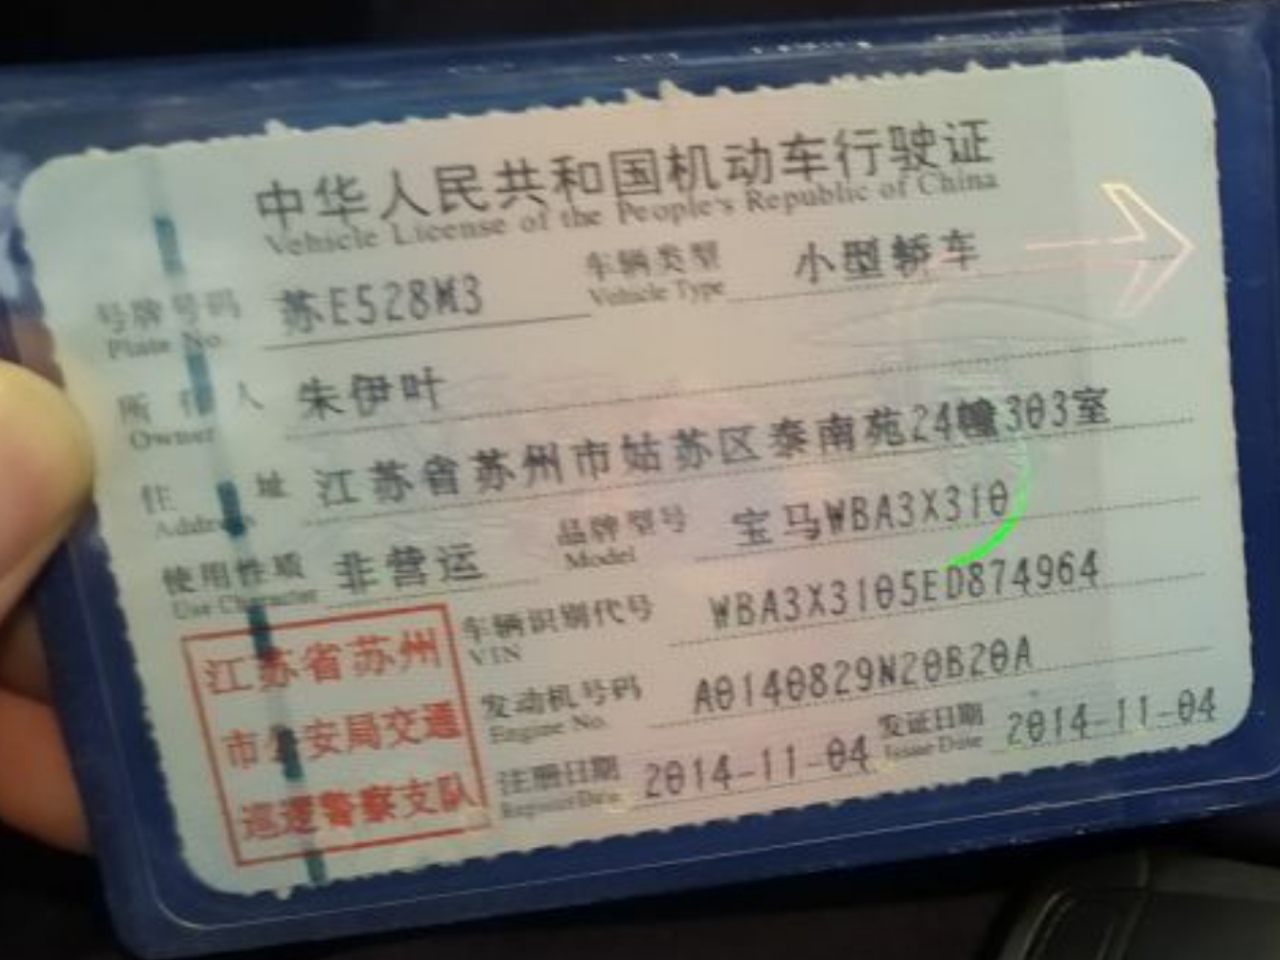 中华人民共和国机动车行驶证
Vehicle License of the People's Republic of China
号牌号码 苏E528M3 车辆类型 小型轿车
Plate No. Vehicle Type
所有人 朱伊叶
Owner
住址 江苏省苏州市姑苏区泰南苑24幢303室
Address
使用性质 非营运 品牌型号 宝马WBA3X310
Use Character Model
车辆识别代号 WBA3X3105ED874964
VIN
发动机号码 A0140829N20B20A
Engine No.
注册日期 2014-11-04 发证日期 2014-11-04
Register Date Issue Date
江苏省苏州
市公安局交通
巡逻警察支队